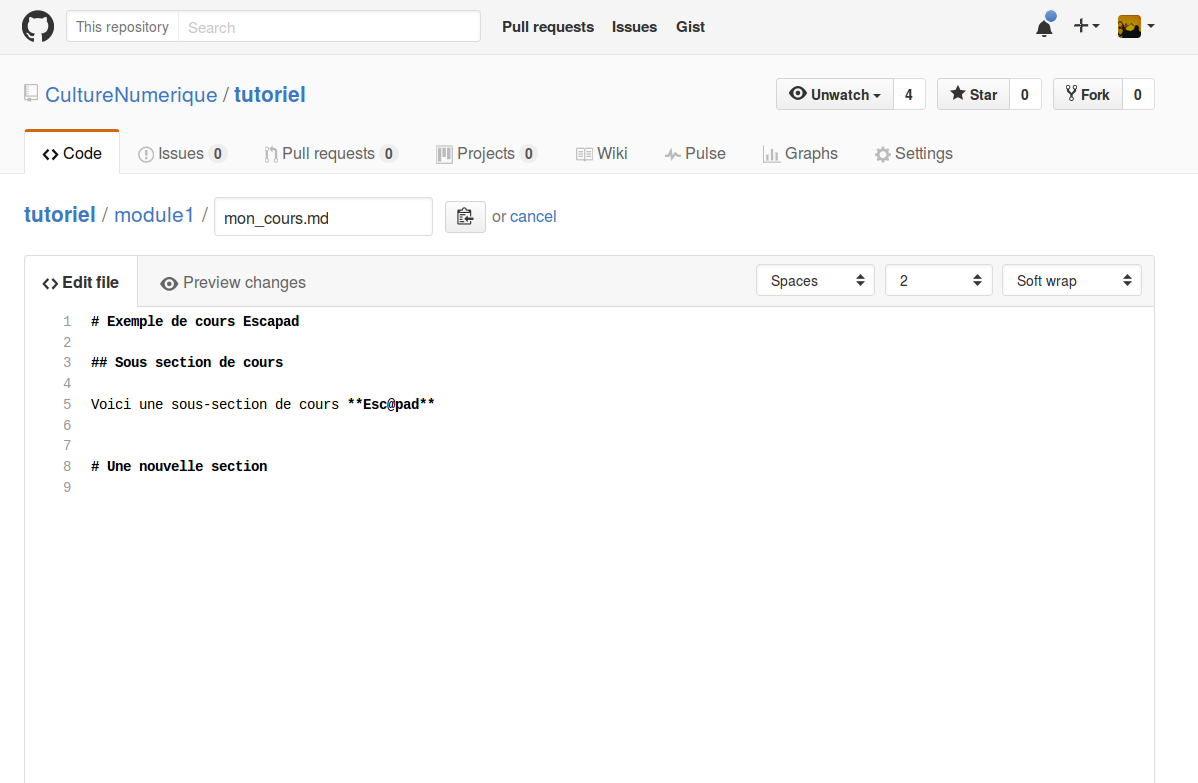 This repository Search Pull requests Issues Gist
CultureNumerique / tutoriel Unwatch 4 Star 0 Fork 0
Code Issues 0 Pull requests 0 Projects 0 Wiki Pulse Graphs Settings
tutoriel / module1 / mon_cours.md or cancel
Edit file Preview changes Spaces 2 Soft wrap
1 # Exemple de cours Escapad
2
3 ## Sous section de cours
4
5 Voici une sous-section de cours **Esc@pad**
6
7
8 # Une nouvelle section
9